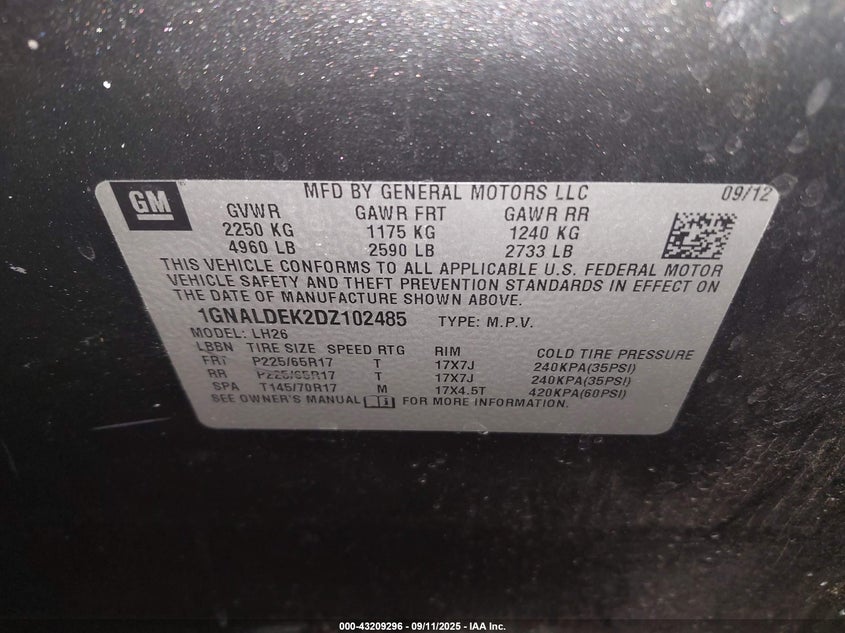 GM
MFD BY GENERAL MOTORS LLC 09/12
GVWR GAWR FRT GAWR RR
2250 KG 1175 KG 1240 KG
4960 LB 2590 LB 2733 LB
THIS VEHICLE CONFORMS TO ALL APPLICABLE U.S. FEDERAL MOTOR
VEHICLE SAFETY AND THEFT PREVENTION STANDARDS IN EFFECT ON
THE DATE OF MANUFACTURE SHOWN ABOVE.
1GNALDEK2DZ102485 TYPE: M.P.V.
MODEL: LH26
LBBN TIRE SIZE SPEED RTG RIM COLD TIRE PRESSURE
FRT P225/65R17 T 17X7J 240KPA(35PSI)
RR P225/65R17 T 17X7J 240KPA(35PSI)
SPA T145/70R17 M 17X4.5T 420KPA(60PSI)
SEE OWNER'S MANUAL FOR MORE INFORMATION.
000-43209296 - 09/11/2025 - IAA Inc.